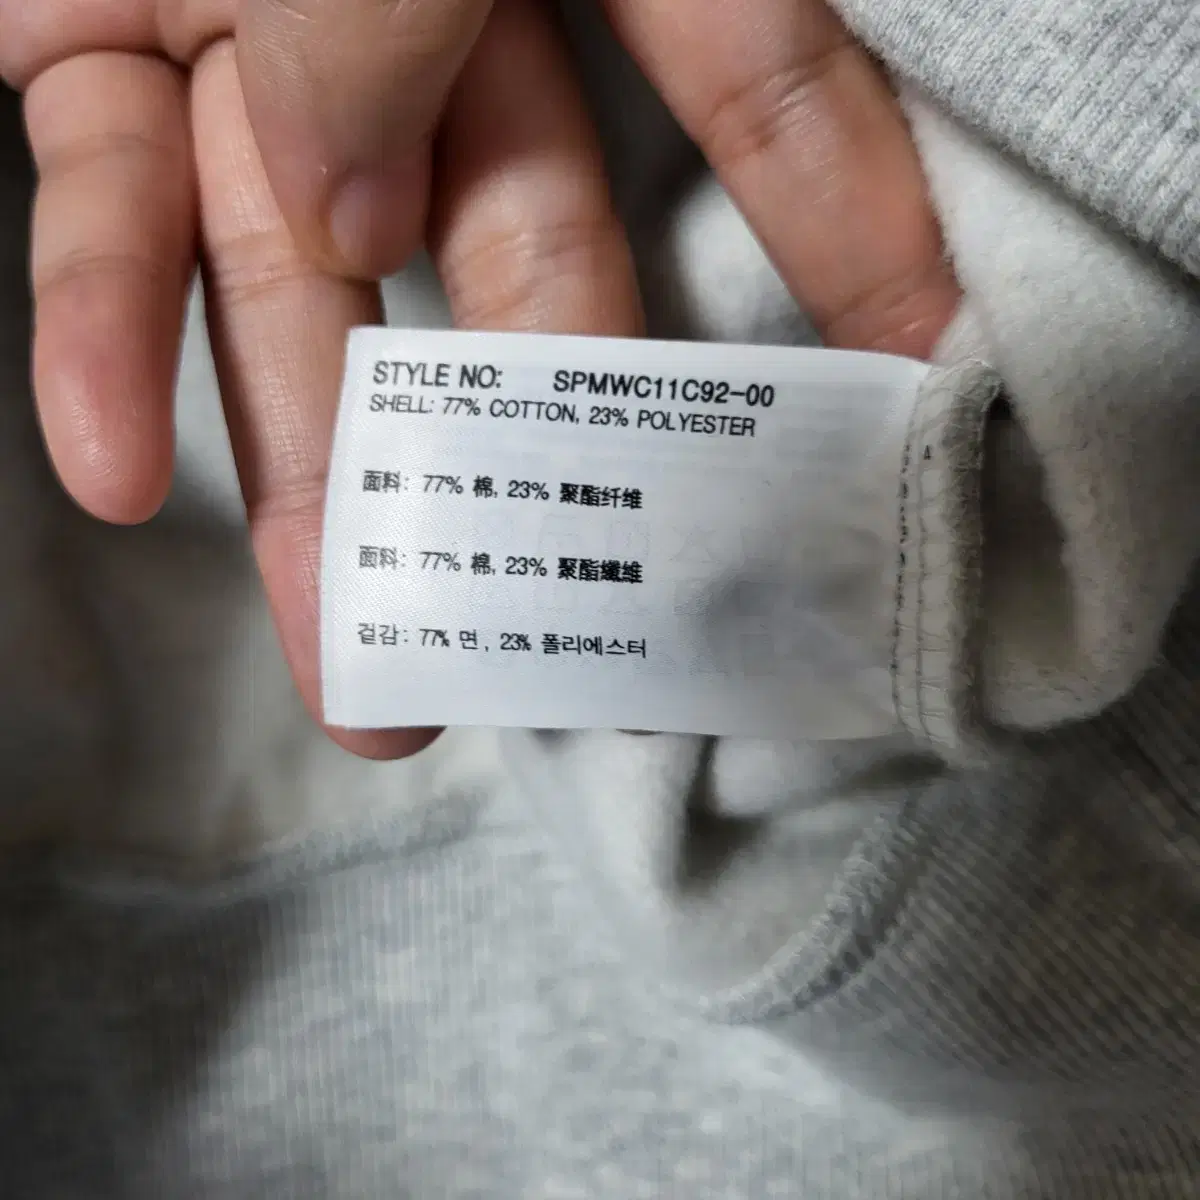 STYLE NO: SPMWC11C92-00
SHELL: 77% COTTON, 23% POLYESTER
面料: 77% 棉, 23% 聚酯纤维
面料: 77% 棉, 23% 聚酯纖維
겉감: 77% 면, 23% 폴리에스터